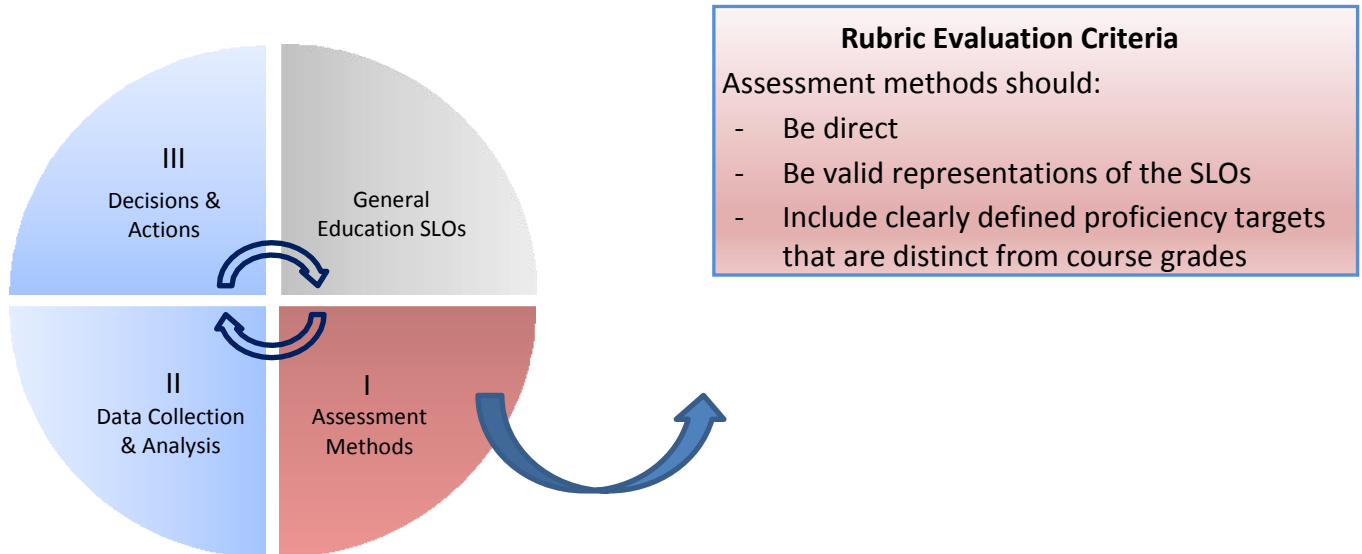 Rubric Evaluation Criteria
Assessment methods should:
- Be direct
- Be valid representations of the SLOs
- Include clearly defined proficiency targets
that are distinct from course grades
III
Decisions &
Actions
General
Education SLOs
II
Data Collection
& Analysis
I
Assessment
Methods